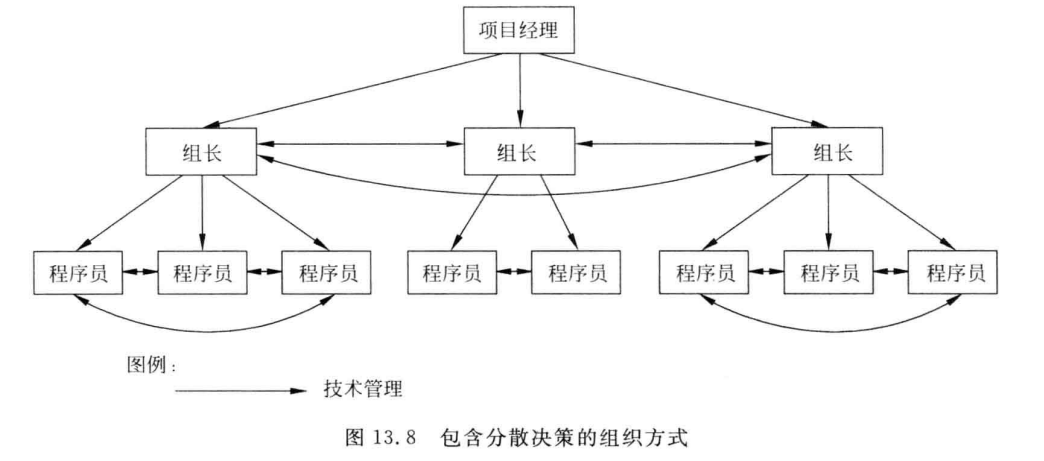 项目经理
组长 组长 组长
程序员 程序员 程序员 程序员 程序员 程序员 程序员 程序员
图例:
技术管理
图 13.8 包含分散决策的组织方式